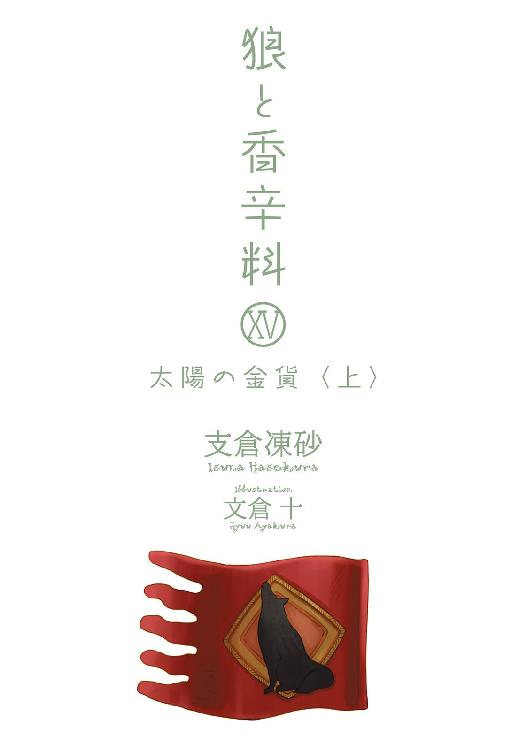 狼と香辛料
XV
太陽の金貨〈上〉
支倉凍砂
Isuna Hasekura
illustration
文倉 十
Jyuu Ayakura